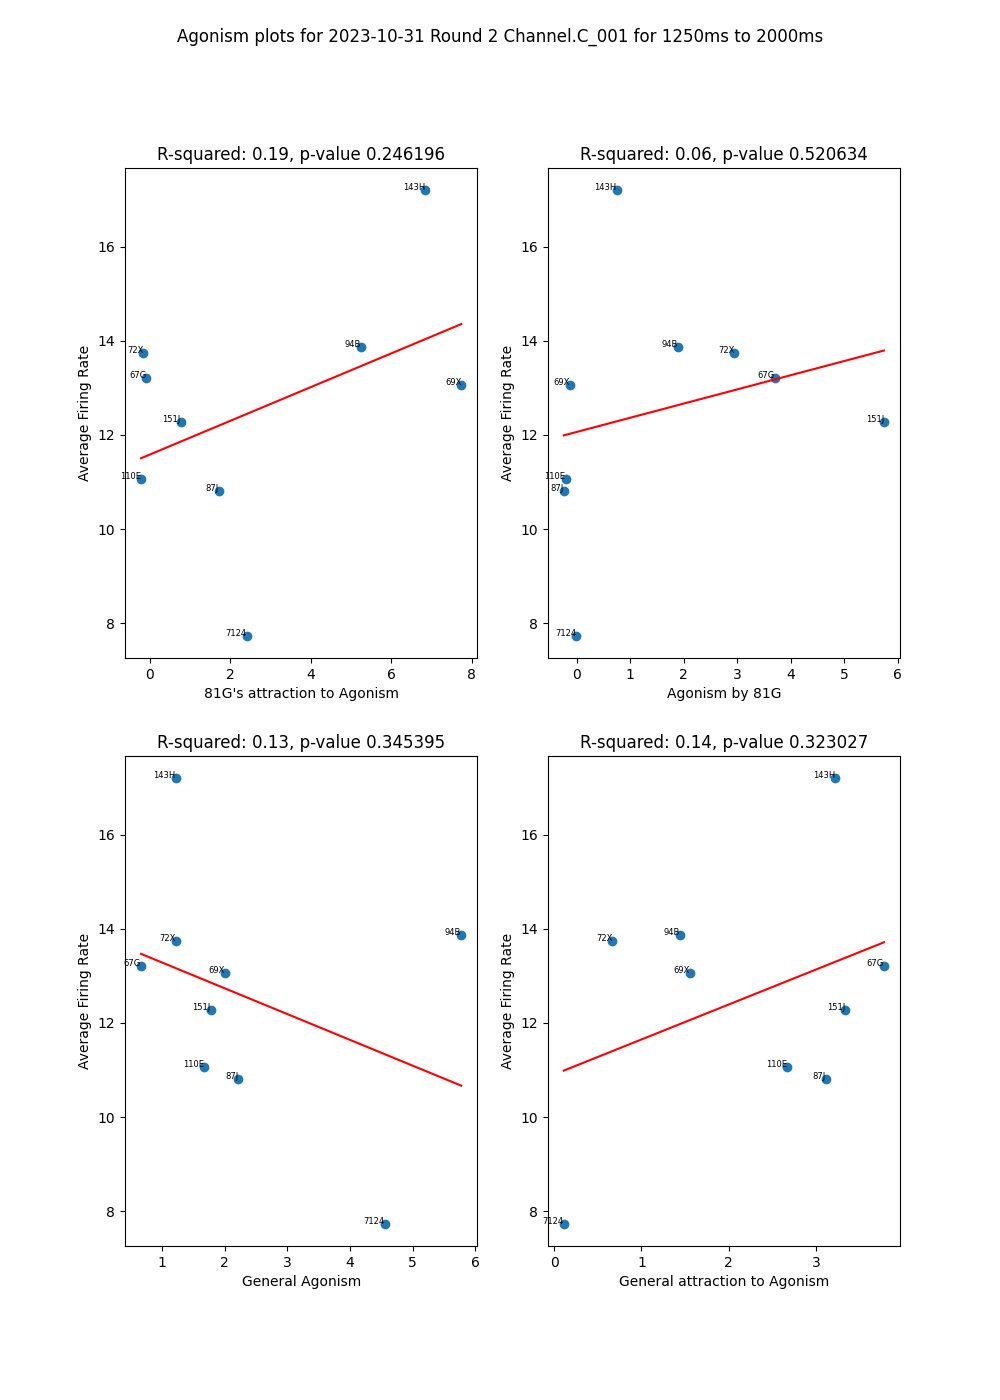 Agonism plots for 2023-10-31 Round 2 Channel.C_001 for 1250ms to 2000ms
R-squared: 0.19, p-value 0.246196
143H
16
14
94B
72X
67G
69X
151J
12
110E
87J
10
8
7124
0 2 4 6 8
Average Firing Rate
81G's attraction to Agonism
R-squared: 0.06, p-value 0.520634
143H
16
14
94B
72X
67G
69X
151J
12
110E
87J
10
8
7124
0 1 2 3 4 5 6
Average Firing Rate
Agonism by 81G
R-squared: 0.13, p-value 0.345395
143H
16
14
94B
72X
67G
69X
151J
12
110E
87J
10
8
7124
1 2 3 4 5 6
Average Firing Rate
General Agonism
R-squared: 0.14, p-value 0.323027
143H
16
14
94B
72X
67G
69X
151J
12
110E
87J
10
8
7124
0 1 2 3
Average Firing Rate
General attraction to Agonism